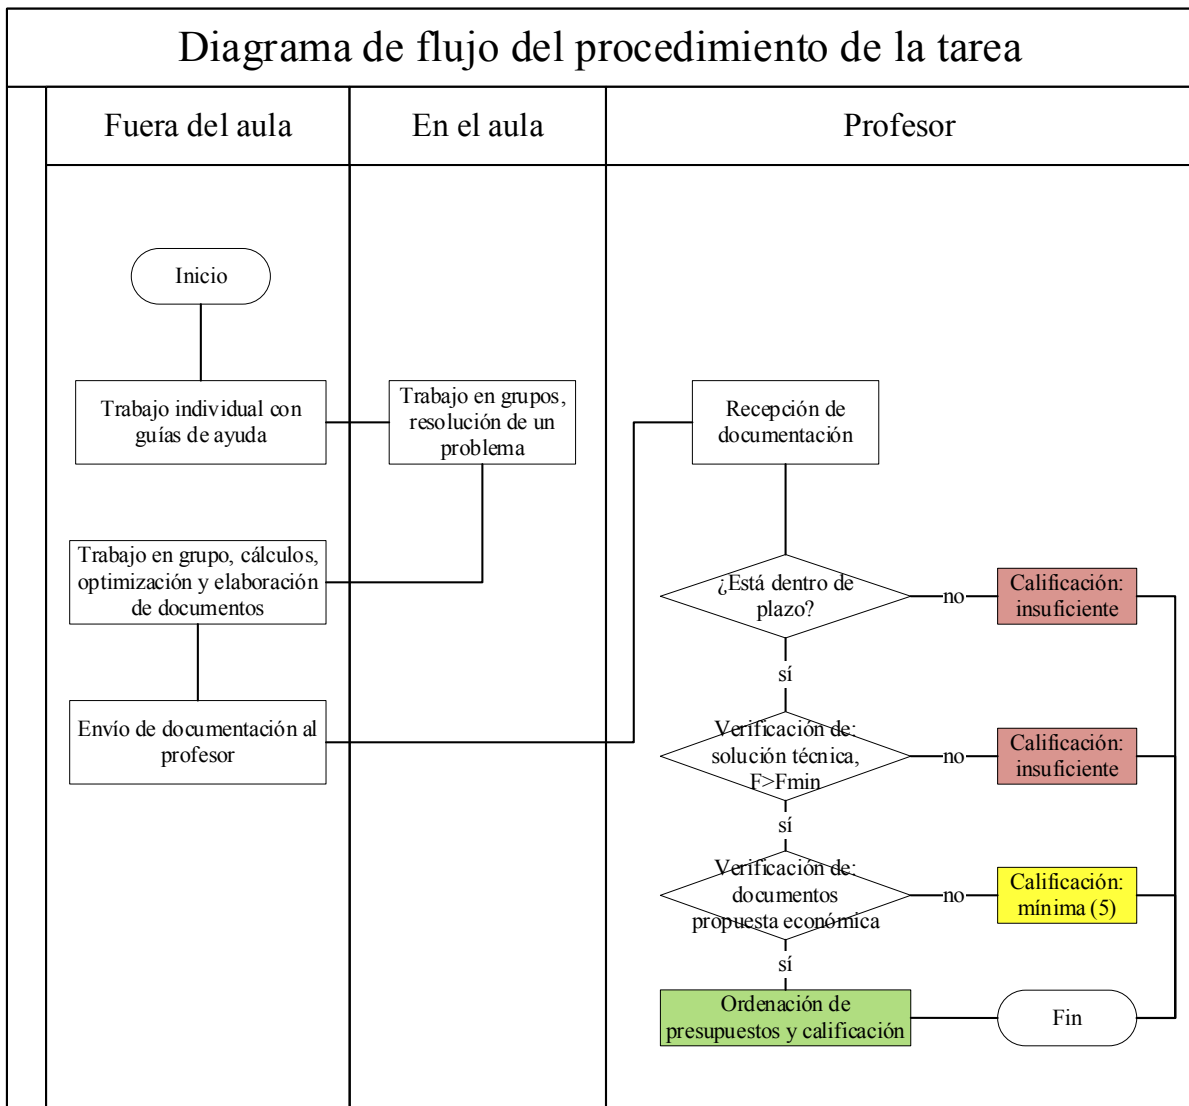 Diagrama de flujo del procedimiento de la tarea
Fuera del aula
En el aula
Profesor
Inicio
Trabajo individual con
guías de ayuda
Trabajo en grupos,
resolución de un
problema
Recepción de
documentación
Trabajo en grupo, cálculos,
optimización y elaboración
de documentos
¿Está dentro de
plazo?
no
Calificación:
insuficiente
sí
Envío de documentación al
profesor
Verificación de:
solución técnica,
F>Fmin
no
Calificación:
insuficiente
sí
Verificación de:
documentos
propuesta económica
no
Calificación:
mínima (5)
sí
Ordenación de
presupuestos y calificación
Fin